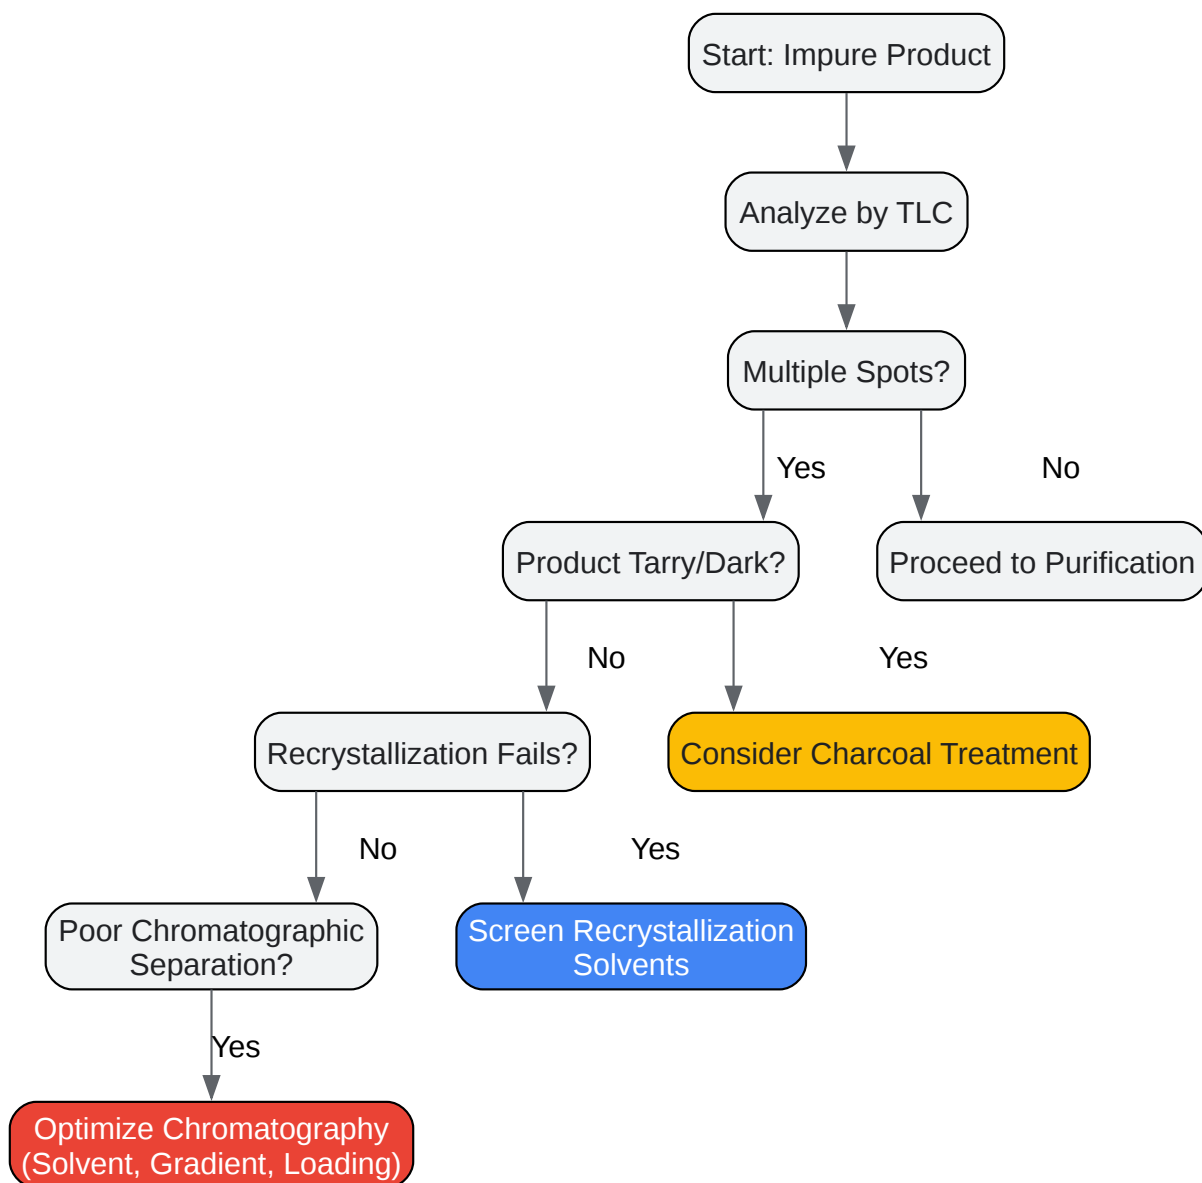 Start: Impure Product
Analyze by TLC
Multiple Spots?
Yes
No
Product Tarry/Dark?
Proceed to Purification
No
Yes
Recrystallization Fails?
Consider Charcoal Treatment
No
Yes
Poor Chromatographic
Separation?
Screen Recrystallization
Solvents
Yes
Optimize Chromatography
(Solvent, Gradient, Loading)